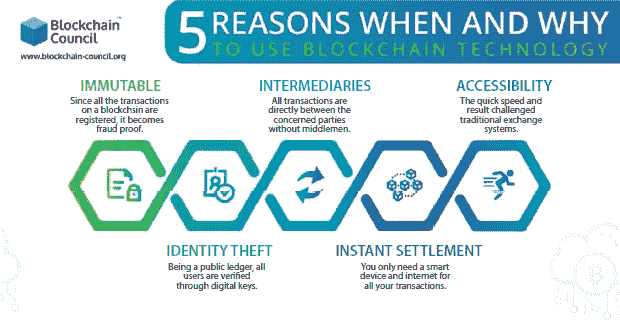 Blockchain
Council
TM
www.blockchain-council.org
5 REASONS WHEN AND WHY
TO USE BLOCKCHAIN TECHNOLOGY
IMMUTABLE
Since all the transactions
on a blockchsin are
registered, it becomes
fraud proof.
INTERMEDIARIES
All transactions are
directly between the
concerned parties
without middlemen.
ACCESSIBILITY
The quick speed and
result challenged
traditional exchange
systems.
IDENTITY THEFT
Being a public ledger, all
users are verified
through digital keys.
INSTANT SETTLEMENT
You only need a smart
device and internet for
all your transactions.